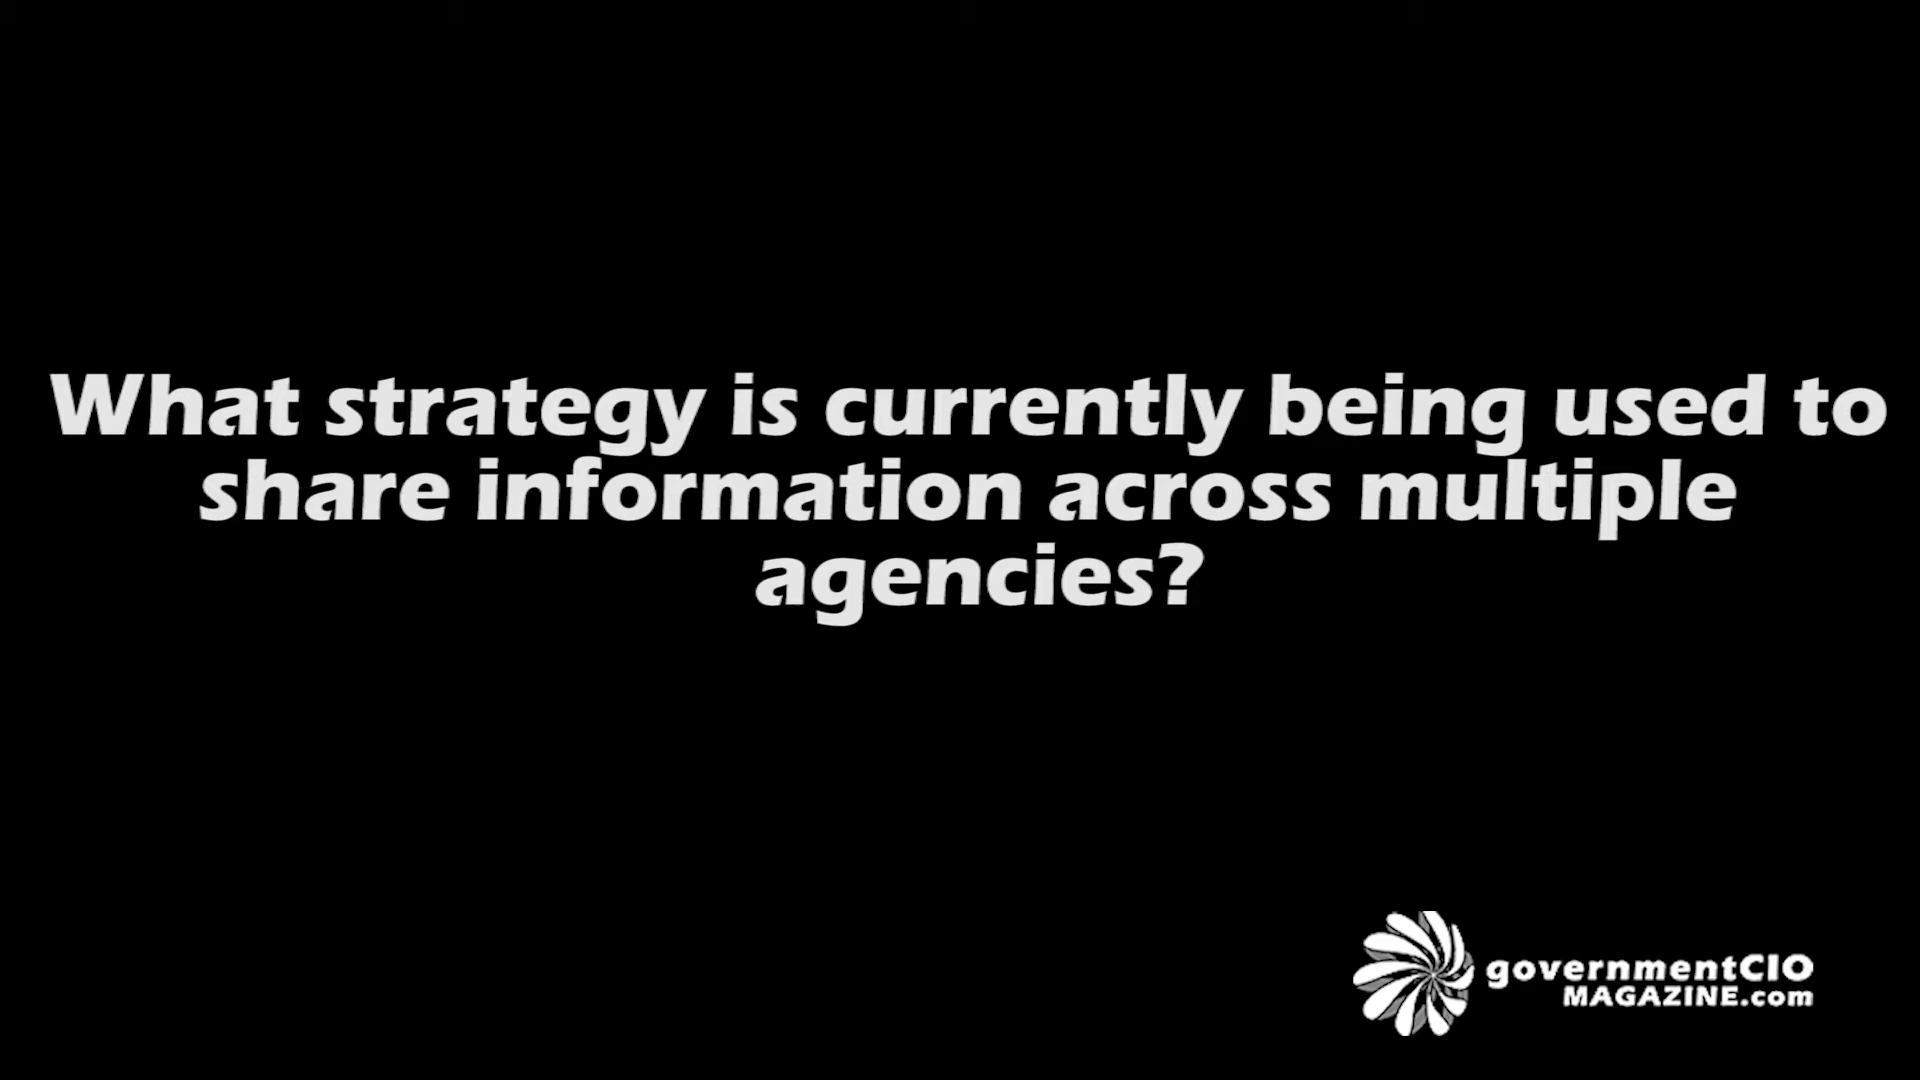 What strategy is currently being used to
share information across multiple
agencies?
governmentCIO
MAGAZINE.com